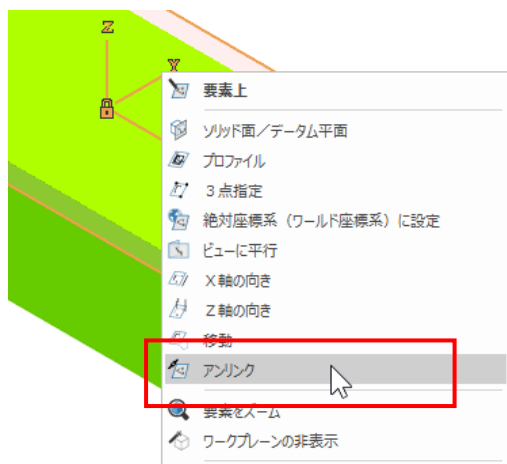 Z
Y
要素上
ソリッド面／データム平面
プロファイル
３点指定
絶対座標系（ワールド座標系）に設定
ビューに平行
X 軸の向き
Z 軸の向き
移動
アンリンク
要素をズーム
ワークプレーンの非表示